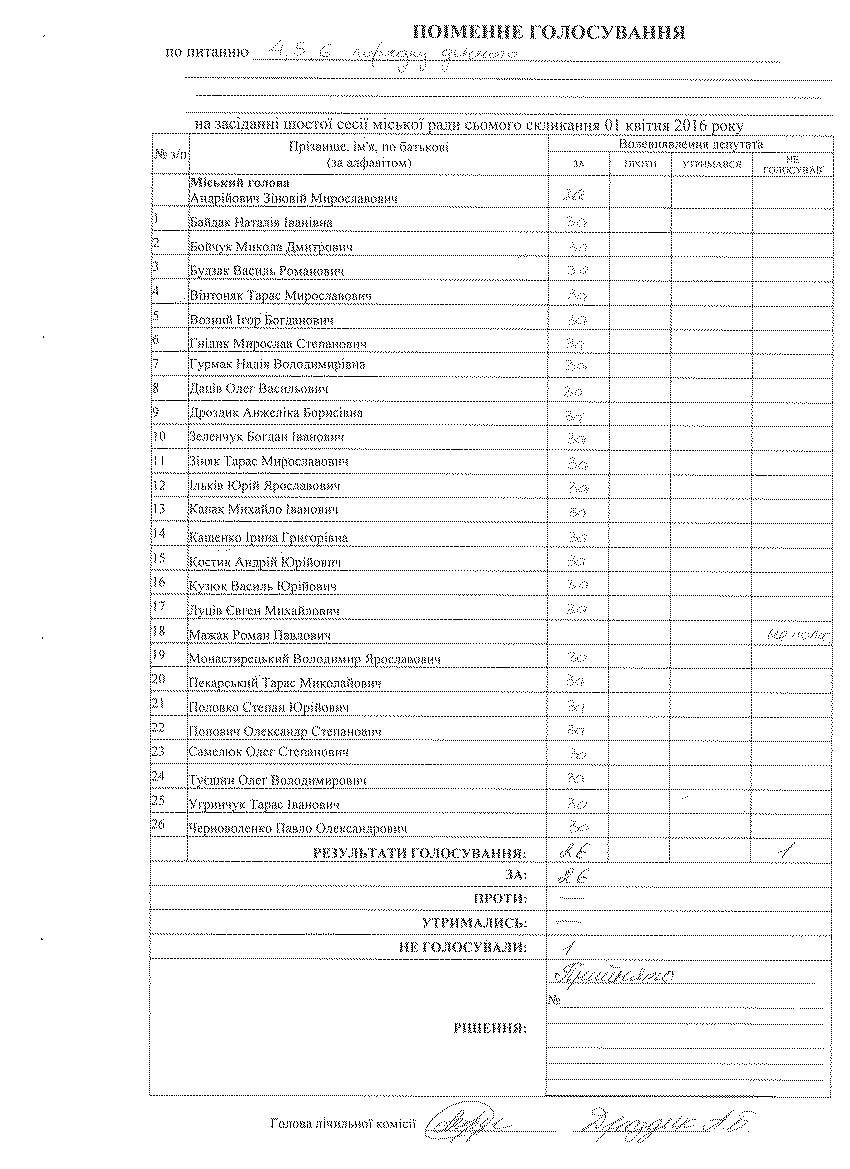 ПОІМЕННЕ ГОЛОСУВАННЯ
по питанню 4.5.6 порядку денного
на засіданні шостої сесії міської ради сьомого скликання 01 квітня 2016 року
№ з/п Прізвище, ім'я, по батькові (за алфавітом) Волевиявлення депутата
ЗА ПРОТИ УТРИМАВСЯ НЕ ГОЛОСУВАВ
Міський голова
Андрійович Зіновій Мирославович за
1 Байдак Наталія Іванівна за
2 Бойчук Микола Дмитрович за
3 Будзак Василь Романович за
4 Вінтоняк Тарас Мирославович за
5 Возний Ігор Богданович за
6 Гнідик Мирослав Степанович за
7 Гурмак Надія Володимирівна за
8 Даців Олег Васильович за
9 Дроздик Анжеліка Борисівна за
10 Зеленчук Богдан Іванович за
11 Зіняк Тарас Мирославович за
12 Ільків Юрій Ярославович за
13 Капак Михайло Іванович за
14 Кащенко Ірина Григорівна за
15 Костик Андрій Юрійович за
16 Кузюк Василь Юрійович за
17 Луців Євген Михайлович за
18 Мажак Роман Павлович не голос
19 Монастирецький Володимир Ярославович за
20 Пекарський Тарас Миколайович за
21 Половко Степан Юрійович за
22 Попович Олександр Степанович за
23 Самелюк Олег Степанович за
24 Олег Володимирович за
25 Угринчук Тарас Іванович за
26 Черноволенко Павло Олександрович за
РЕЗУЛЬТАТИ ГОЛОСУВАННЯ: 26 1
ЗА: 26
ПРОТИ: —
УТРИМАЛИСЬ: —
НЕ ГОЛОСУВАЛИ: 1
Прийнято
№
РІШЕННЯ:
Голова лічильної комісії Дроздик А.Б.